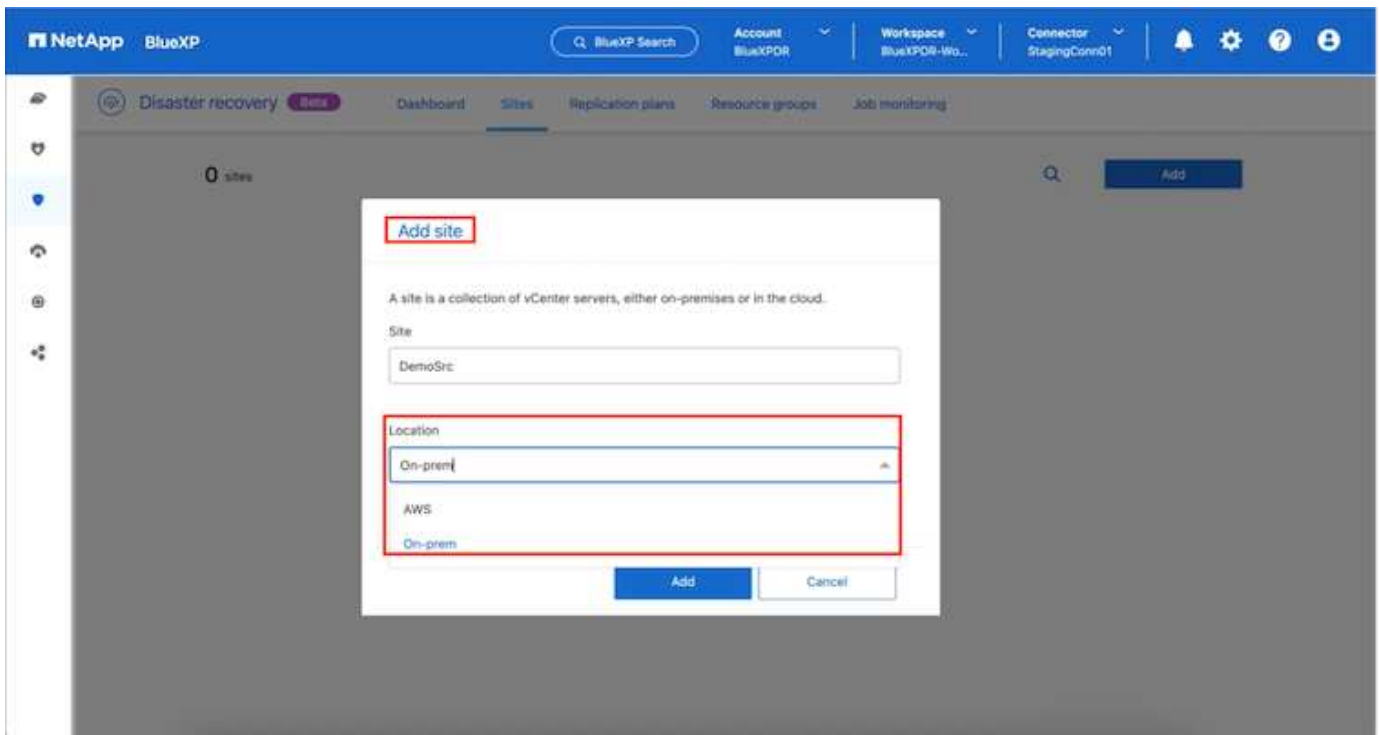 NetApp BlueXP
BlueXP Search
Account
BlueXPDR
Workspace
BlueXPDR-Wo...
Connector
StagingConn01
Disaster recovery Beta Dashboard Sites Replication plans Resource groups Job monitoring
0 sites
Add
Add site
A site is a collection of vCenter servers, either on-premises or in the cloud.
Site
DemoSrc
Location
On-prem
AWS
On-prem
Add Cancel